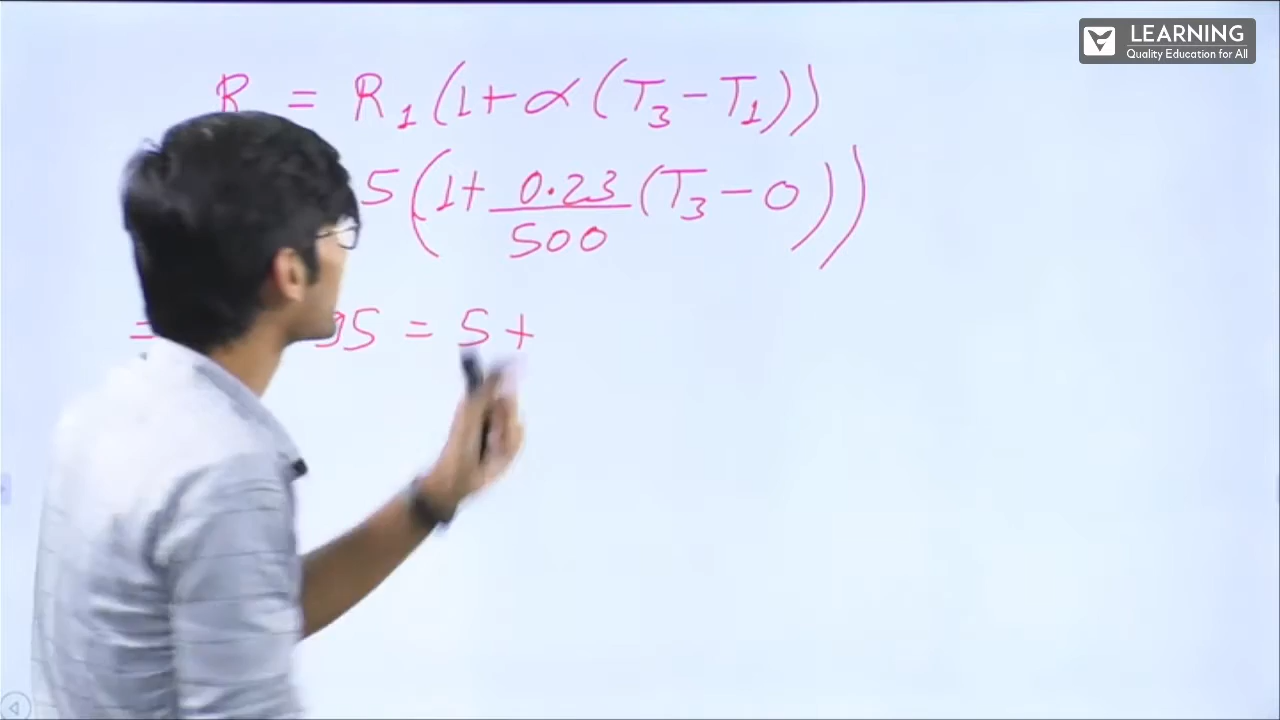 LEARNING
Quality Education for All
R = R₁(1+α(T₃−T₁))
5(1+0.23/500(T₃−0))
= 95 = 5+